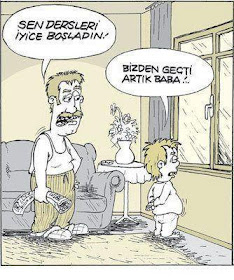 SEN DERSLERİ
İYİCE BOŞLADIN!
BİZDEN GEÇTİ
ARTIK BABA!..